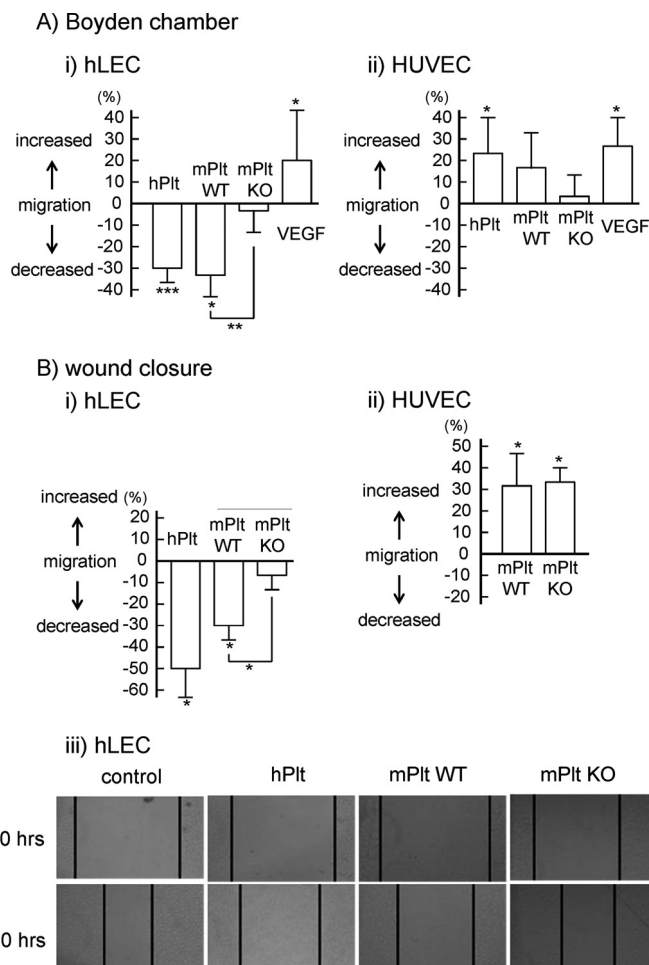 A) Boyden chamber
i) hLEC
(%)
increased
migration
decreased
40
30
20
10
0
-10
-20
-30
-40
hPlt
mPlt
WT
mPlt
KO
VEGF
***
*
**
*
ii) HUVEC
(%)
increased
migration
decreased
40
30
20
10
0
-10
-20
-30
-40
*
hPlt
mPlt
WT
mPlt
KO
*
VEGF
B) wound closure
i) hLEC
increased
migration
decreased
(%)
20
10
0
-10
-20
-30
-40
-50
-60
hPlt
mPlt
WT
mPlt
KO
*
*
*
ii) HUVEC
(%)
increased
migration
decreased
50
40
30
20
10
0
-10
-20
*
*
mPlt
WT
mPlt
KO
iii) hLEC
control hPlt mPlt WT mPlt KO
0 hrs
0 hrs